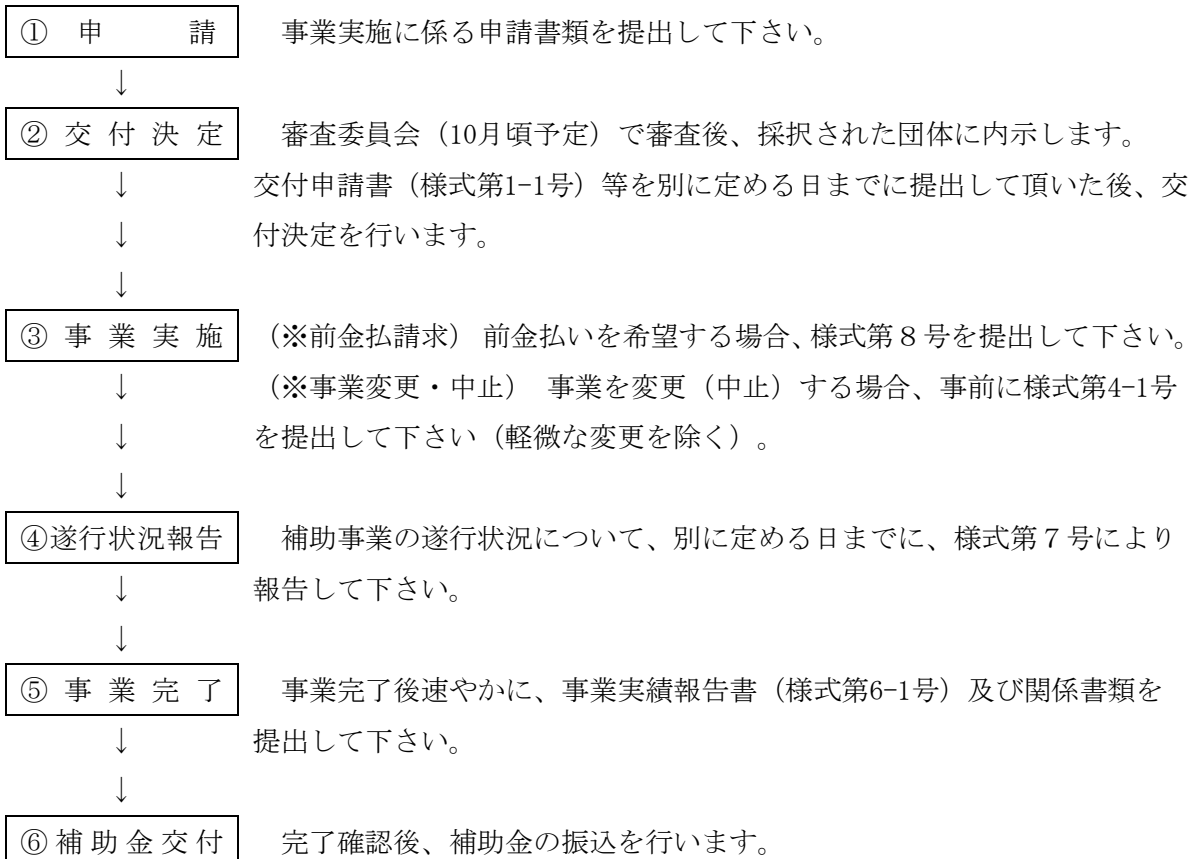 ① 申 請 事業実施に係る申請書類を提出して下さい。
↓
② 交 付 決 定 審査委員会（10月頃予定）で審査後、採択された団体に内示します。
↓ 交付申請書（様式第1-1号）等を別に定める日までに提出して頂いた後、交
↓ 付決定を行います。
↓
③ 事 業 実 施 （※前金払請求） 前金払いを希望する場合、様式第８号を提出して下さい。
↓ （※事業変更・中止） 事業を変更（中止）する場合、事前に様式第4-1号
↓ を提出して下さい（軽微な変更を除く）。
↓
④遂行状況報告 補助事業の遂行状況について、別に定める日までに、様式第７号により
↓ 報告して下さい。
↓
⑤ 事 業 完 了 事業完了後速やかに、事業実績報告書（様式第6-1号）及び関係書類を
↓ 提出して下さい。
↓
⑥ 補 助 金 交 付 完了確認後、補助金の振込を行います。